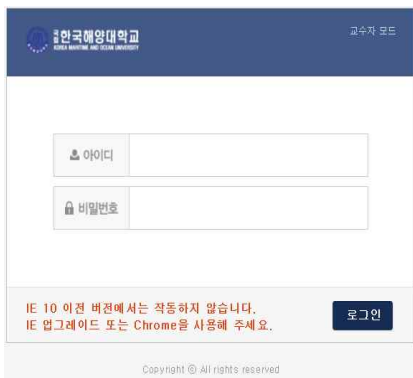 국립한국해양대학교
KOREA MARITIME AND OCEAN UNIVERSITY
교수자 모드
아이디
비밀번호
IE 10 이전 버전에서는 작동하지 않습니다.
IE 업그레이드 또는 Chrome을 사용해 주세요.
로그인
Copyright ⓒ All rights reserved